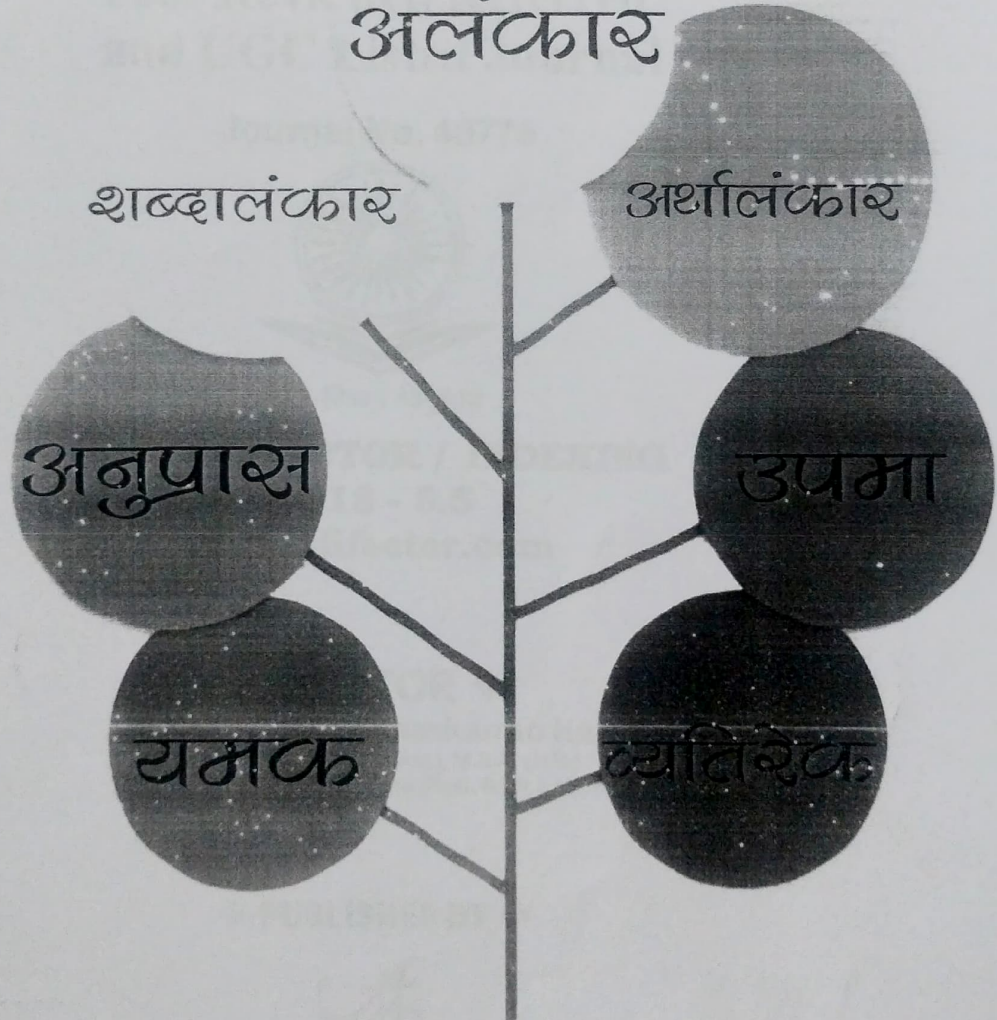 अलंकार
शब्दालंकार
अर्थालंकार
अनुप्रास
उपमा
यमक
व्यतिरेक